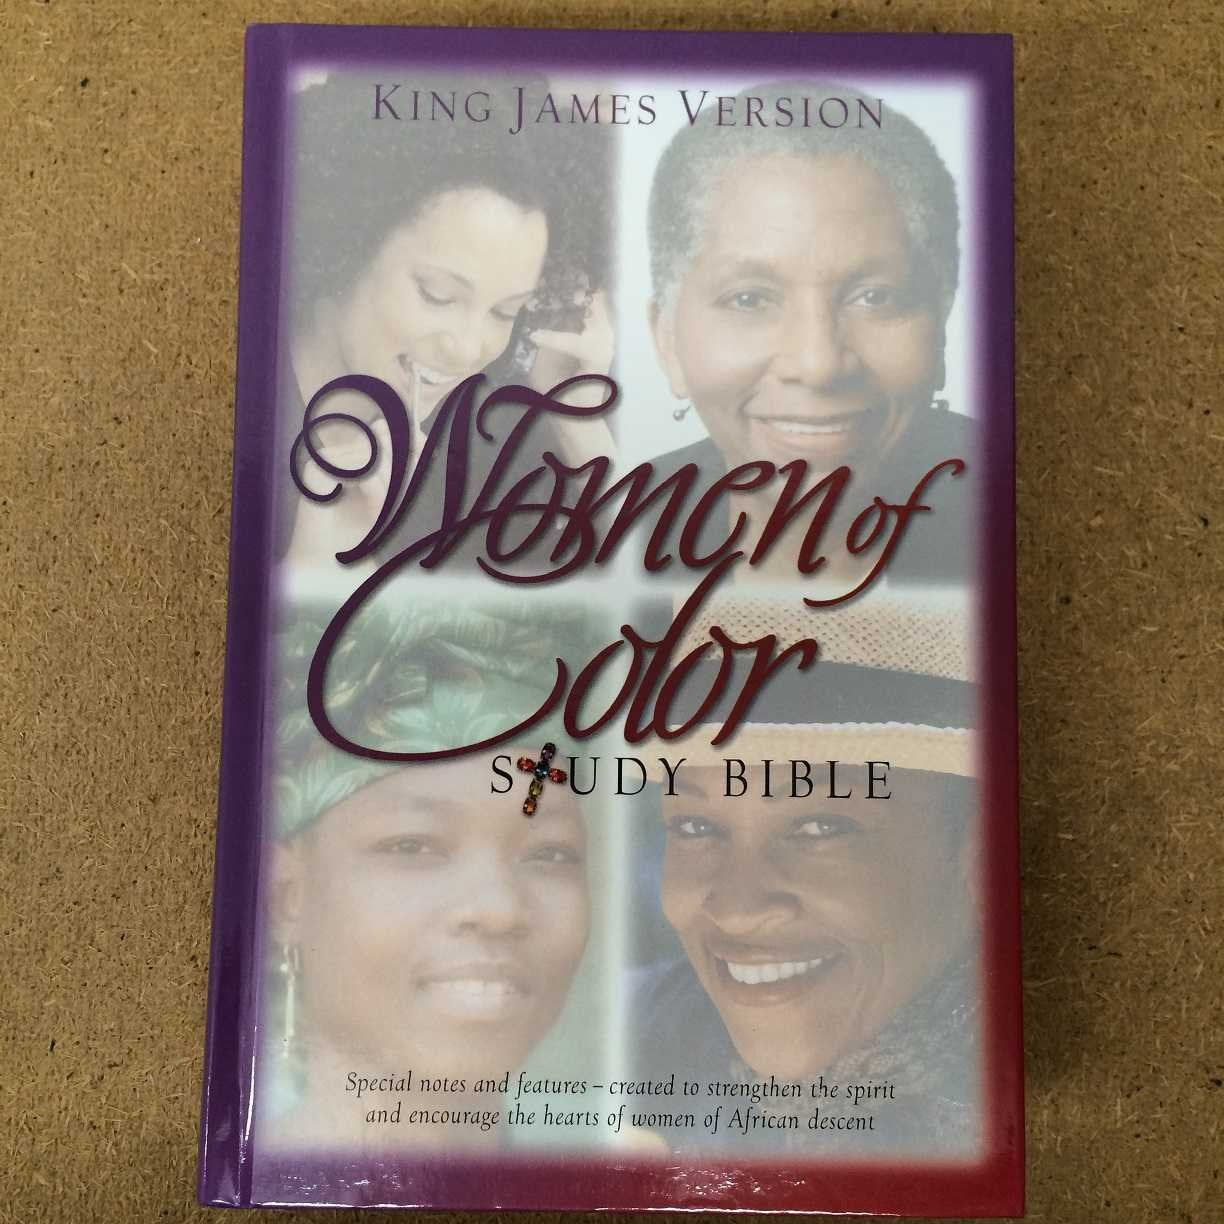 KING JAMES VERSION
Women of
Color
STUDY BIBLE
Special notes and features – created to strengthen the spirit
and encourage the hearts of women of African descent